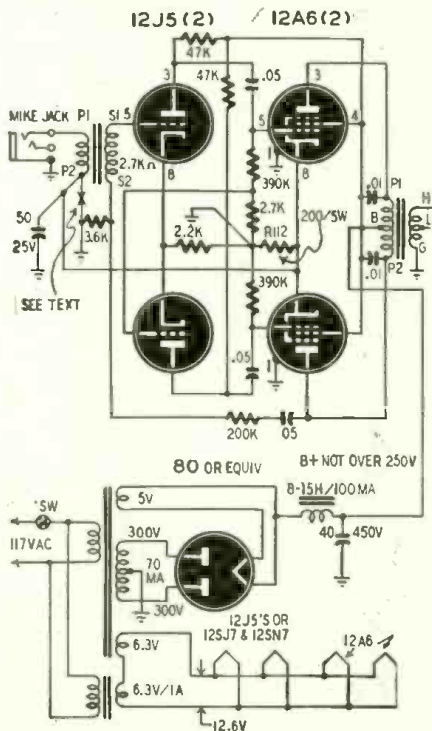 12J5(2) 12A6(2)
47K
47K
.05
3
3
MIKE JACK P1
S1 5
5
4
P2
2.7KΩ
S2
8
1
8
390K
2.7K
R112
200/5W
.01 P1
H
B
L
G
.01 P2
50
25V
3.6K
2.2K
390K
SEE TEXT
.05
1
200K
05
80 OR EQUIV
B+ NOT OVER 250V
8-15H/100MA
SW
5V
117VAC
300V
70
MA
300V
40
450V
12J5'S OR
12SJ7 & 12SN7
12A6
6.3V
6.3V/1A
12.6V